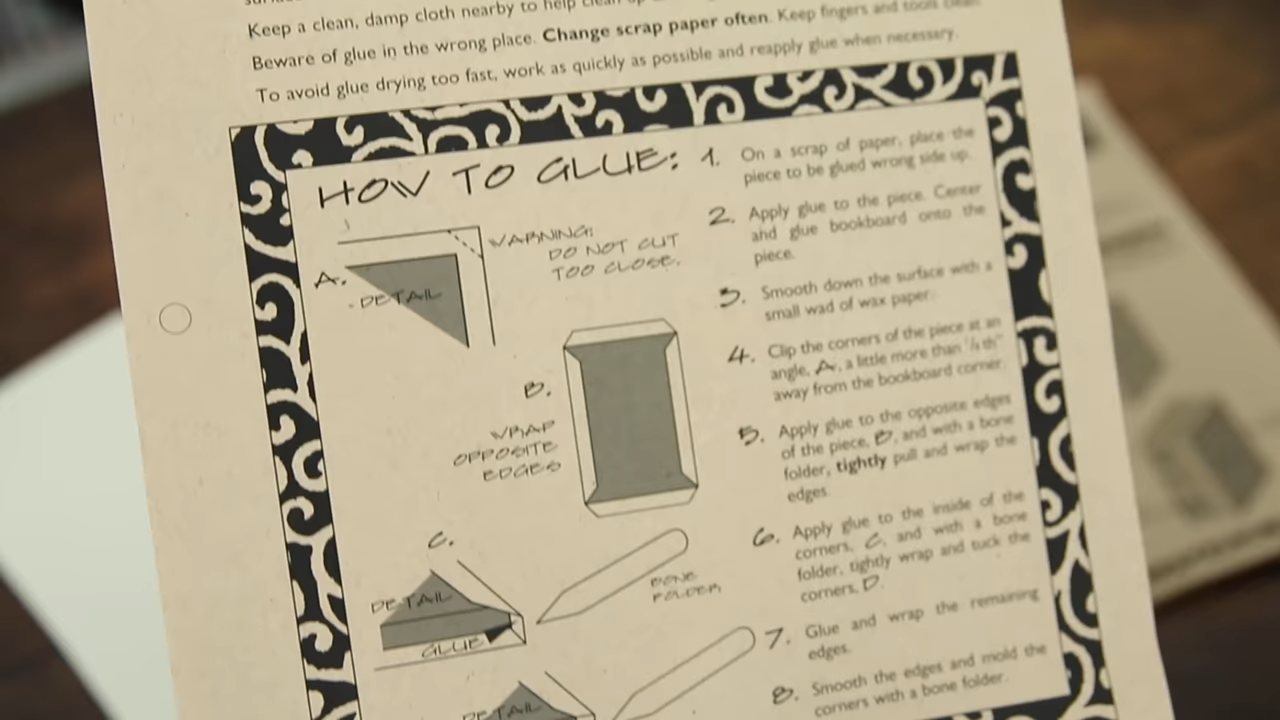 Keep a clean, damp cloth nearby to help clean up
Beware of glue in the wrong place. Change scrap paper often. Keep fingers and tools clean.
To avoid glue drying too fast, work as quickly as possible and reapply glue when necessary.
HOW TO GLUE:
WARNING:
DO NOT CUT
TOO CLOSE.
A.
- DETAIL
B.
WRAP
OPPOSITE
EDGES
C.
DETAIL
GLUE
BONE
FOLDER
DETAIL
1. On a scrap of paper, place the
piece to be glued wrong side up.
2. Apply glue to the piece. Center
and glue bookboard onto the
piece.
3. Smooth down the surface with a
small wad of wax paper.
4. Clip the corners of the piece at an
angle, A, a little more than
away from the bookboard corner.
5. Apply glue to the opposite edges
of the piece, B, and with a bone
folder, tightly pull and wrap the
edges.
6. Apply glue to the inside of the
corners, C, and with a bone
folder, tightly wrap and tuck the
corners, D.
7. Glue and wrap the remaining
edges.
8. Smooth the edges and mold the
corners with a bone folder.